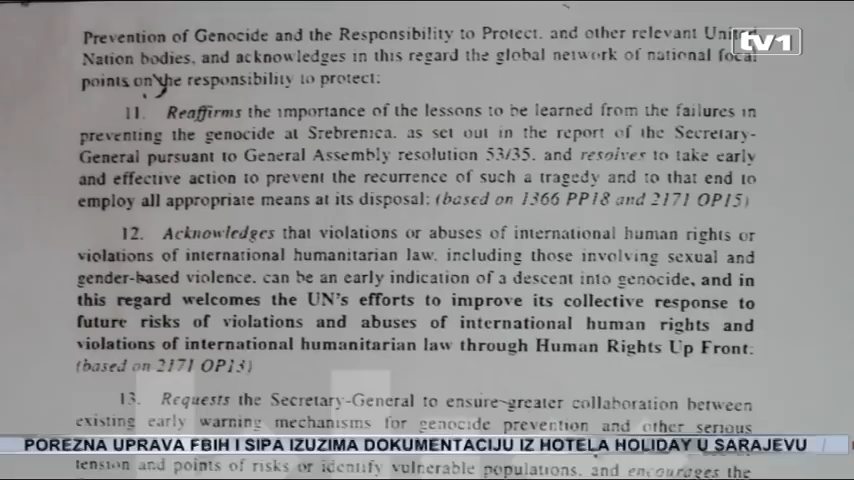 Prevention of Genocide and the Responsibility to Protect, and other relevant United
tv1
Nation bodies, and acknowledges in this regard the global network of national focal
points on the responsibility to protect;
11. Reaffirms the importance of the lessons to be learned from the failures in
preventing the genocide at Srebrenica, as set out in the report of the Secretary-
General pursuant to General Assembly resolution 53/35, and resolves to take early
and effective action to prevent the recurrence of such a tragedy and to that end to
employ all appropriate means at its disposal; (based on 1366 PP18 and 2171 OP15)
12. Acknowledges that violations or abuses of international human rights or
violations of international humanitarian law, including those involving sexual and
gender-based violence, can be an early indication of a descent into genocide, and in
this regard welcomes the UN's efforts to improve its collective response to
future risks of violations and abuses of international human rights and
violations of international humanitarian law through Human Rights Up Front;
(based on 2171 OP13)
13. Requests the Secretary-General to ensure greater collaboration between
existing early warning mechanisms for genocide prevention and other serious
POREZNA UPRAVA FBIH I SIPA IZUZIMA DOKUMENTACIJU IZ HOTELA HOLIDAY U SARAJEVU
tension and points of risks or identify vulnerable populations, and encourages the